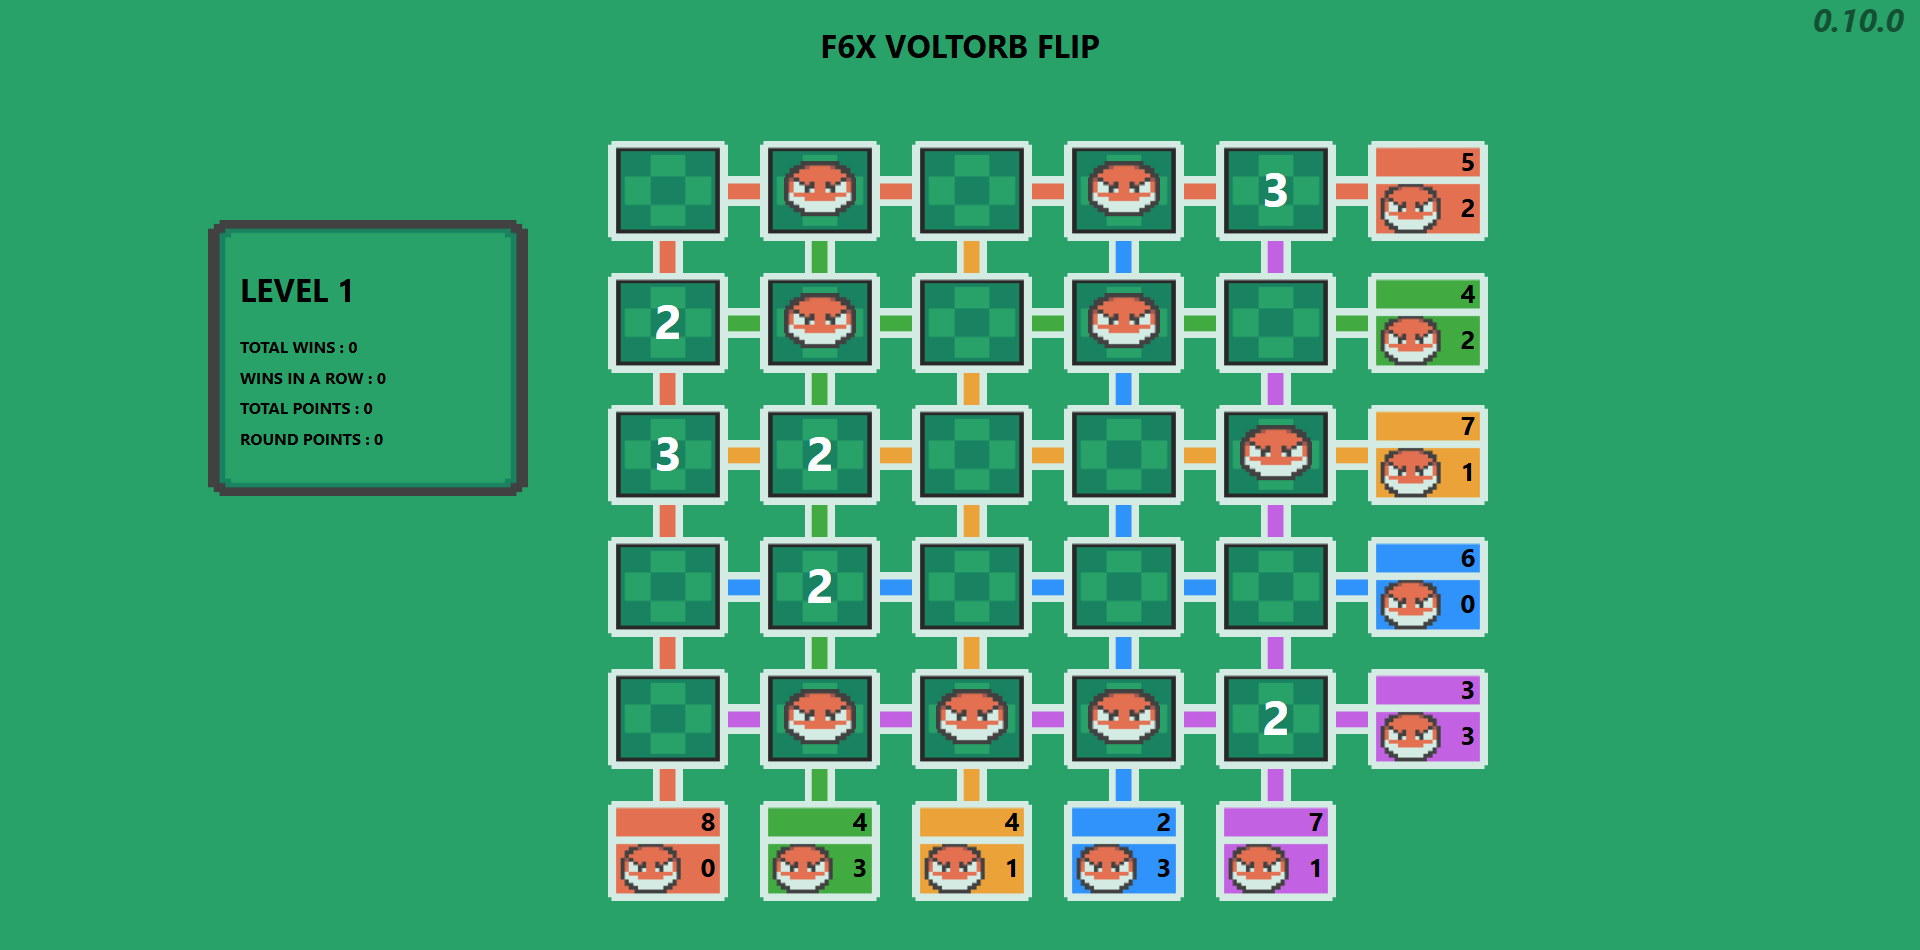 0.10.0
F6X VOLTORB FLIP
LEVEL 1
TOTAL WINS : 0
WINS IN A ROW : 0
TOTAL POINTS : 0
ROUND POINTS : 0
3 5
2
2 4
2
3 2 7
1
2 6
0
2 3
3
8 4 4 2 7
0 3 1 3 1